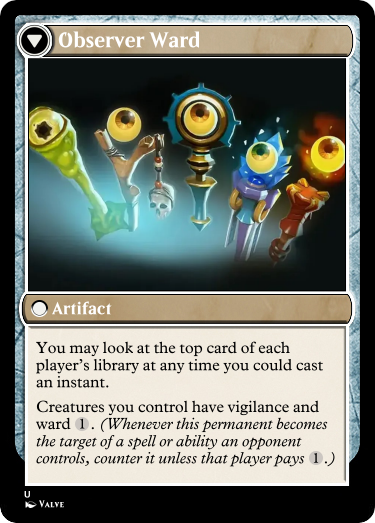 Observer Ward
Artifact
You may look at the top card of each
player's library at any time you could cast
an instant.
Creatures you control have vigilance and
ward 1. (Whenever this permanent becomes
the target of a spell or ability an opponent
controls, counter it unless that player pays 1.)
U
Valve